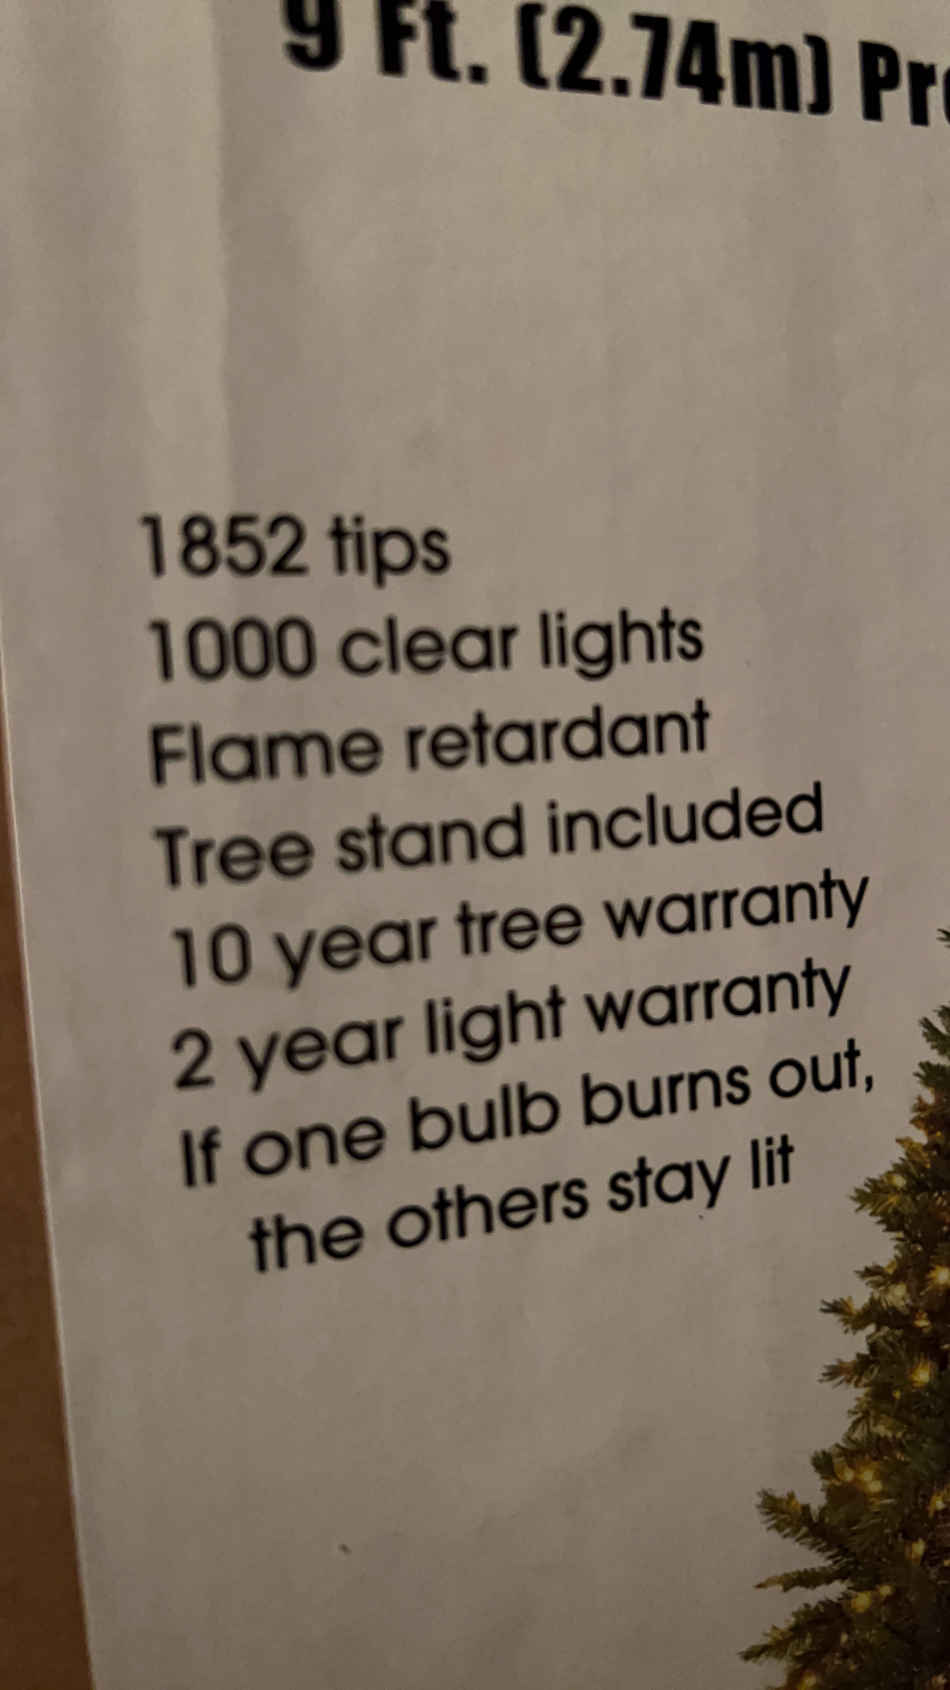 9 Ft. (2.74m)
1852 tips
1000 clear lights
Flame retardant
Tree stand included
10 year tree warranty
2 year light warranty
If one bulb burns out,
the others stay lit